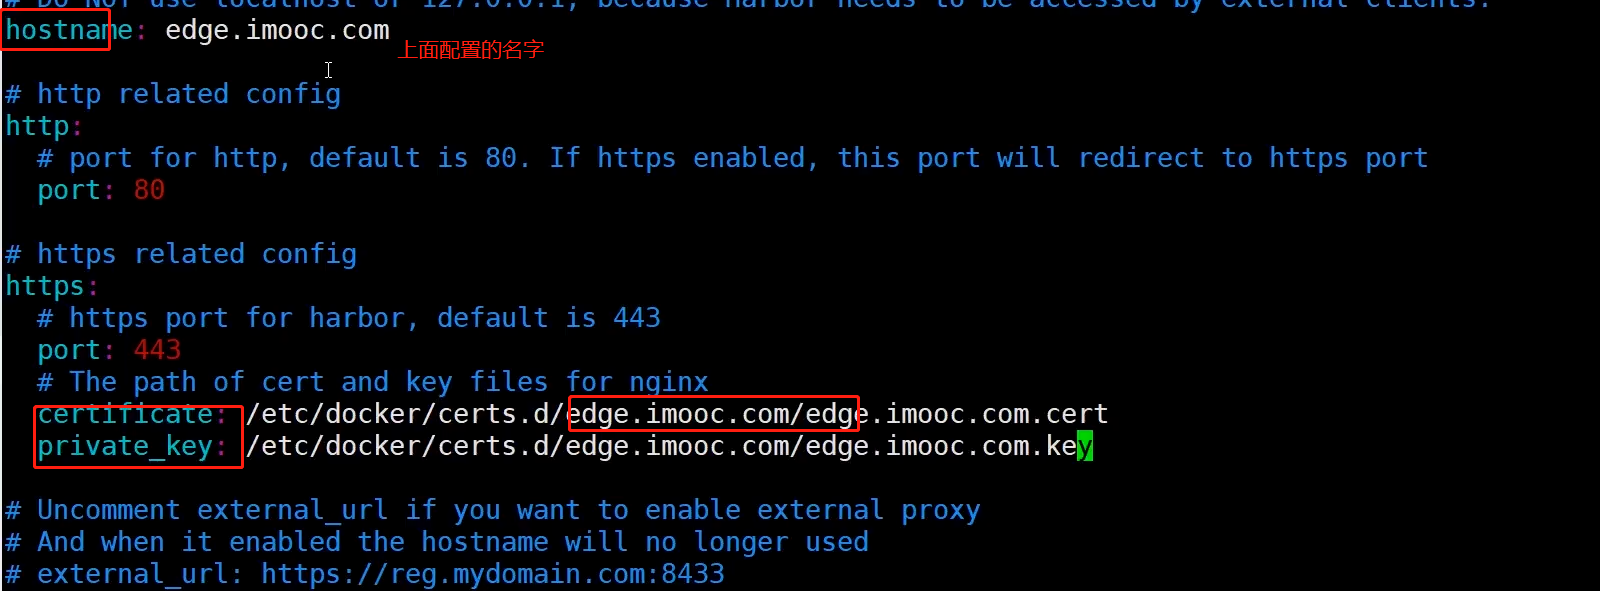 # Do Not use localhost or 127.0.0.1, because Harbor needs to be accessed by external clients.
hostname: edge.imooc.com
上面配置的名字
# http related config
http:
# port for http, default is 80. If https enabled, this port will redirect to https port
port: 80
# https related config
https:
# https port for harbor, default is 443
port: 443
# The path of cert and key files for nginx
certificate: /etc/docker/certs.d/edge.imooc.com/edge.imooc.com.cert
private_key: /etc/docker/certs.d/edge.imooc.com/edge.imooc.com.key
# Uncomment external_url if you want to enable external proxy
# And when it enabled the hostname will no longer used
# external_url: https://reg.mydomain.com:8433